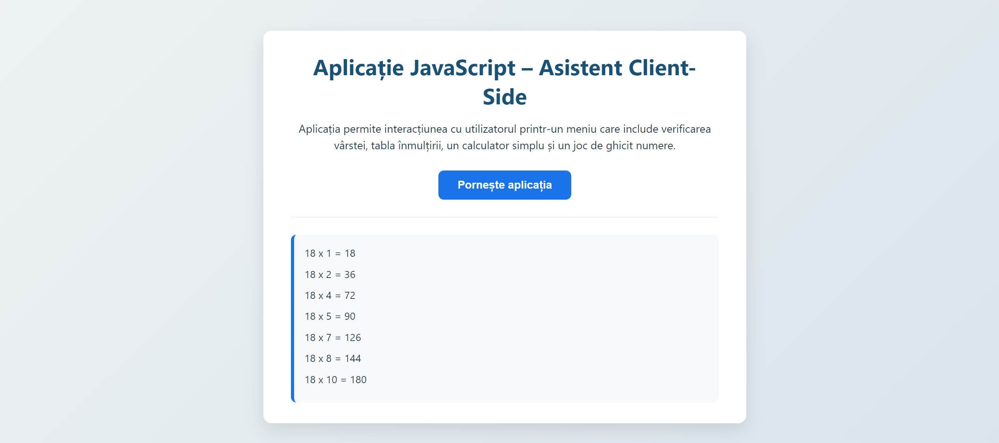 Aplicație JavaScript – Asistent Client-
Side
Aplicația permite interacțiunea cu utilizatorul printr-un meniu care include verificarea
vârstei, tabla înmulțirii, un calculator simplu și un joc de ghicit numere.
Pornește aplicația
18 x 1 = 18
18 x 2 = 36
18 x 4 = 72
18 x 5 = 90
18 x 7 = 126
18 x 8 = 144
18 x 10 = 180